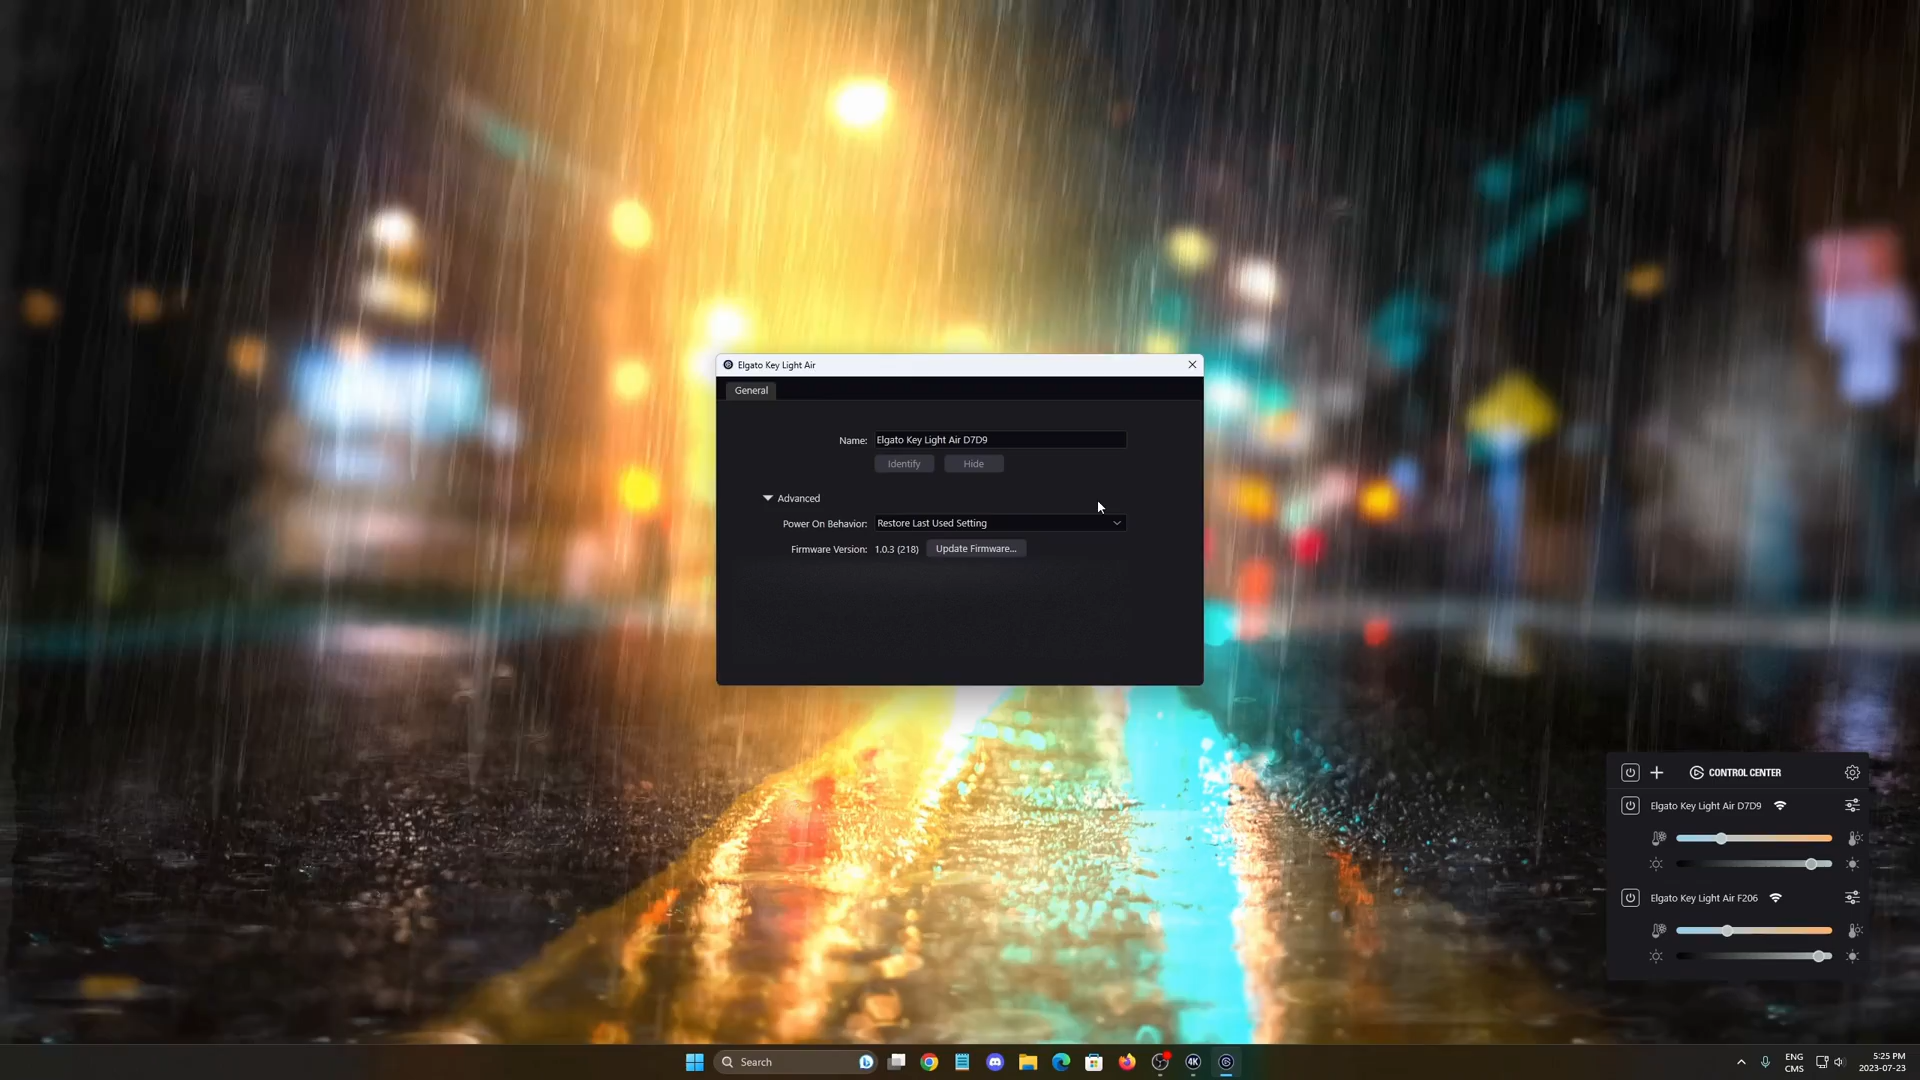 Elgato Key Light Air
General
Name: Elgato Key Light Air D7D9
Identify Hide
Advanced
Power On Behavior: Restore Last Used Setting
Firmware Version: 1.0.3 (218) Update Firmware...
CONTROL CENTER
Elgato Key Light Air D7D9
Elgato Key Light Air F206
Search
4K
ENG
CMS
5:25 PM
2023-07-23